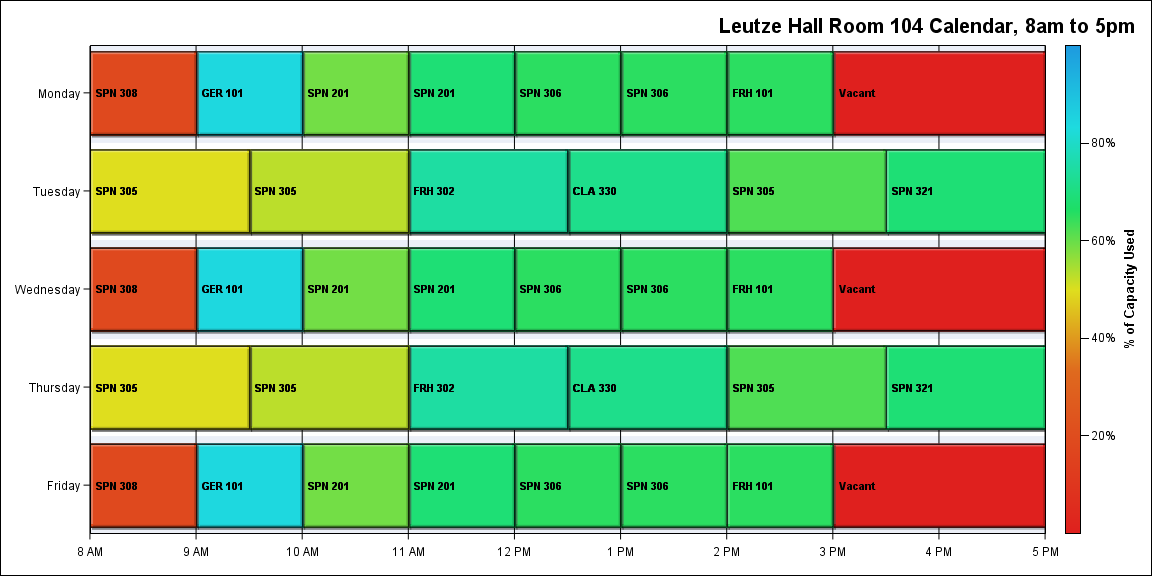 Leutze Hall Room 104 Calendar, 8am to 5pm
Monday
SPN 308
GER 101
SPN 201
SPN 201
SPN 306
SPN 306
FRH 101
Vacant
Tuesday
SPN 305
SPN 305
FRH 302
CLA 330
SPN 305
SPN 321
Wednesday
SPN 308
GER 101
SPN 201
SPN 201
SPN 306
SPN 306
FRH 101
Vacant
Thursday
SPN 305
SPN 305
FRH 302
CLA 330
SPN 305
SPN 321
Friday
SPN 308
GER 101
SPN 201
SPN 201
SPN 306
SPN 306
FRH 101
Vacant
8 AM
9 AM
10 AM
11 AM
12 PM
1 PM
2 PM
3 PM
4 PM
5 PM
80%
60%
40%
20%
% of Capacity Used